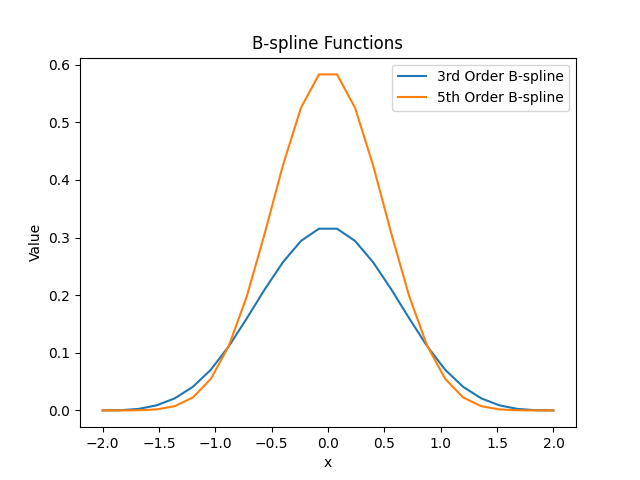 B-spline Functions
3rd Order B-spline
5th Order B-spline
0.6
0.5
0.4
0.3
0.2
0.1
0.0
Value
−2.0 −1.5 −1.0 −0.5 0.0 0.5 1.0 1.5 2.0
x